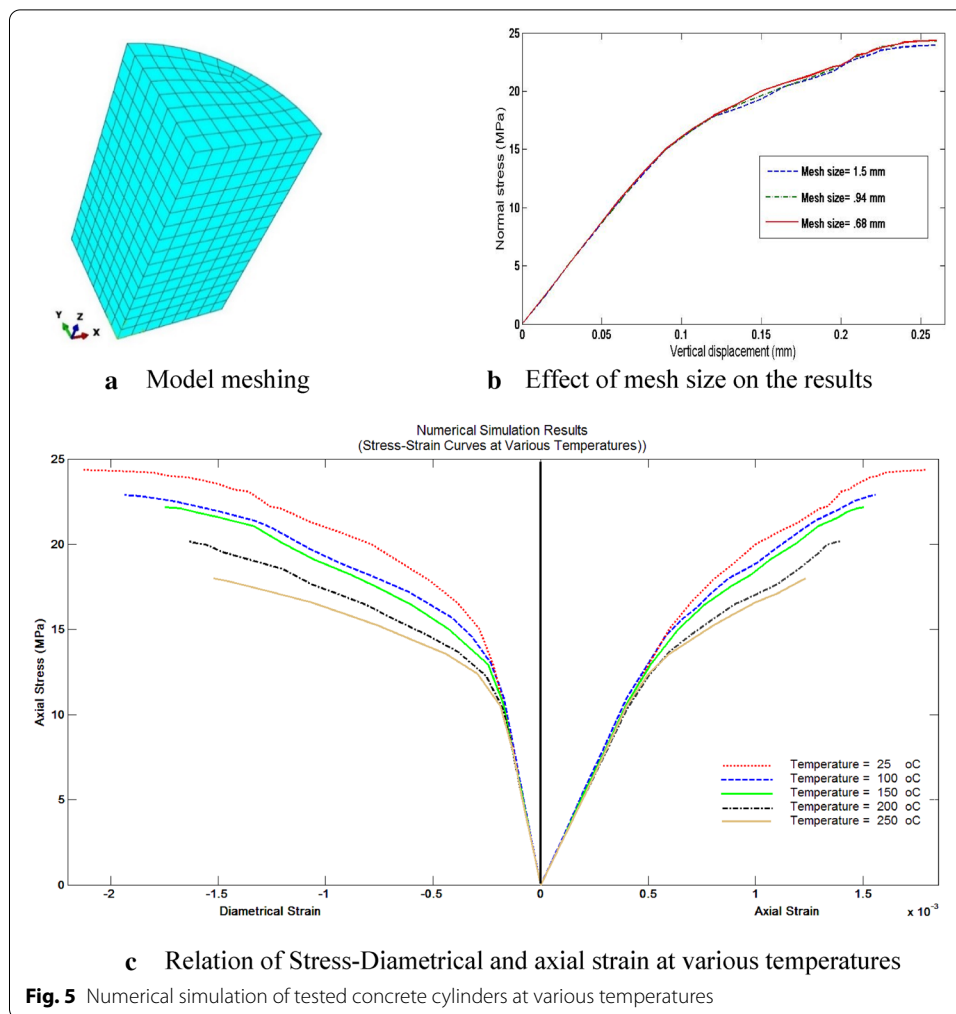 Y Z X
a Model meshing
25
20
15
10
5
0
Normal stress (MPa)
Mesh size= 1.5 mm
Mesh size= .94 mm
Mesh size= .68 mm
0 0.05 0.1 0.15 0.2 0.25
Vertical displacement (mm)
b Effect of mesh size on the results
Numerical Simulation Results
(Stress-Strain Curves at Various Temperatures))
25
20
15
10
5
0
Axial Stress (MPa)
Temperature = 25 oC
Temperature = 100 oC
Temperature = 150 oC
Temperature = 200 oC
Temperature = 250 oC
-2 -1.5 -1 -0.5 0 0.5 1 1.5
Diametrical Strain Axial Strain x 10⁻³
c Relation of Stress-Diametrical and axial strain at various temperatures
Fig. 5 Numerical simulation of tested concrete cylinders at various temperatures